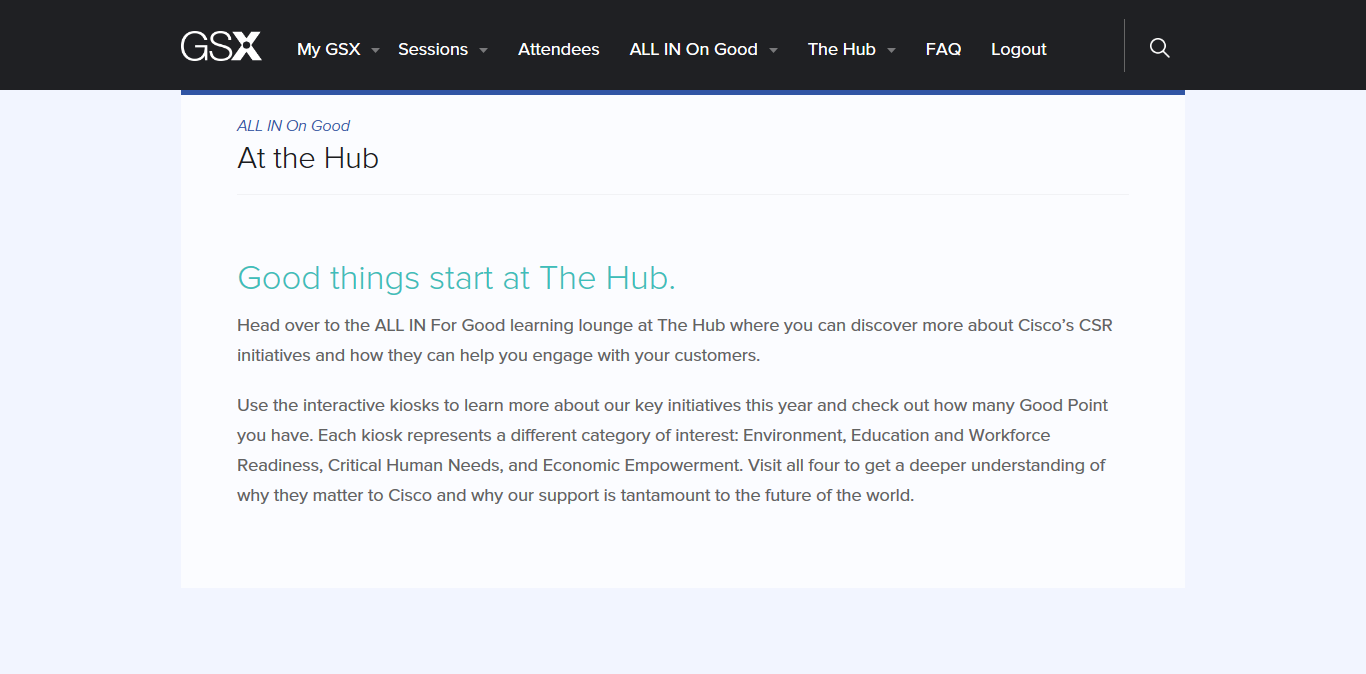 GSX My GSX Sessions Attendees ALL IN On Good The Hub FAQ Logout
ALL IN On Good
At the Hub
Good things start at The Hub.
Head over to the ALL IN For Good learning lounge at The Hub where you can discover more about Cisco’s CSR
initiatives and how they can help you engage with your customers.
Use the interactive kiosks to learn more about our key initiatives this year and check out how many Good Point
you have. Each kiosk represents a different category of interest: Environment, Education and Workforce
Readiness, Critical Human Needs, and Economic Empowerment. Visit all four to get a deeper understanding of
why they matter to Cisco and why our support is tantamount to the future of the world.